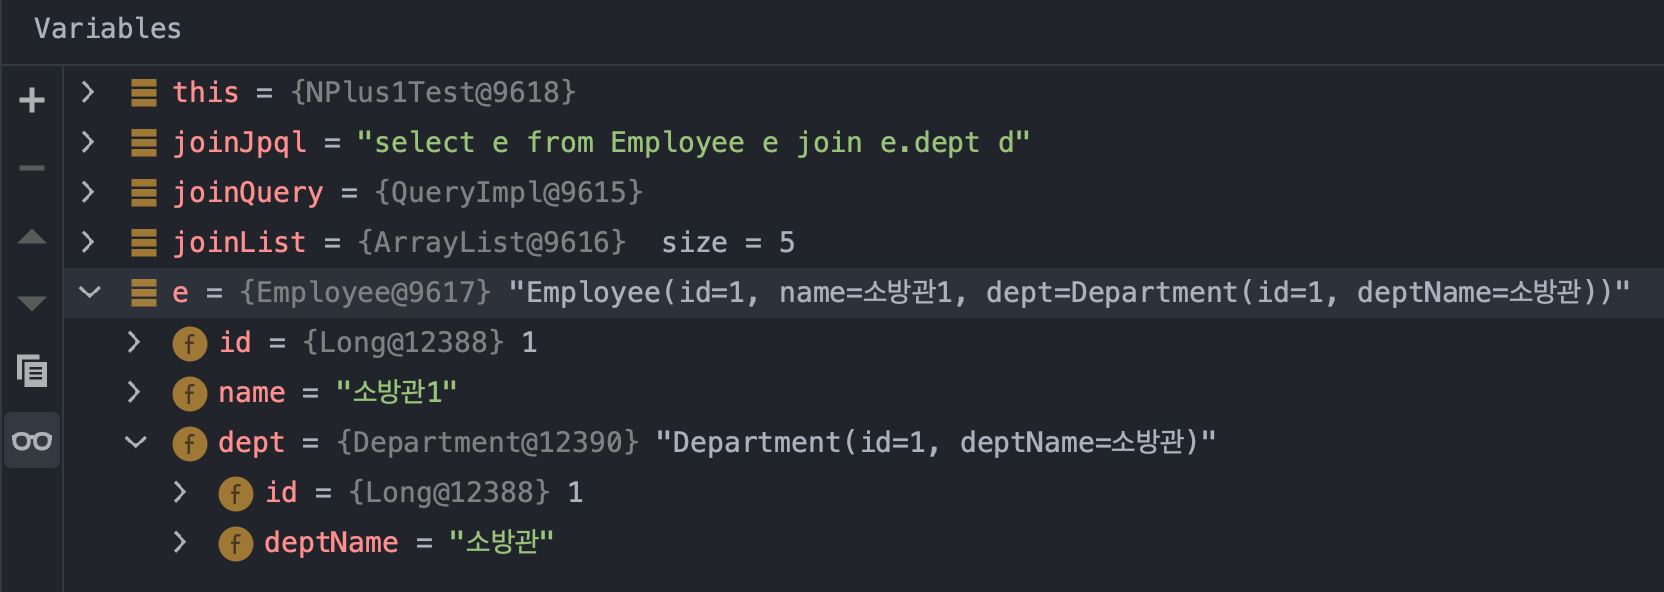 Variables
this = {NPlus1Test@9618}
joinJpql = "select e from Employee e join e.dept d"
joinQuery = {QueryImpl@9615}
joinList = {ArrayList@9616} size = 5
e = {Employee@9617} "Employee(id=1, name=소방관1, dept=Department(id=1, deptName=소방관))"
f id = {Long@12388} 1
f name = "소방관1"
f dept = {Department@12390} "Department(id=1, deptName=소방관)"
f id = {Long@12388} 1
f deptName = "소방관"